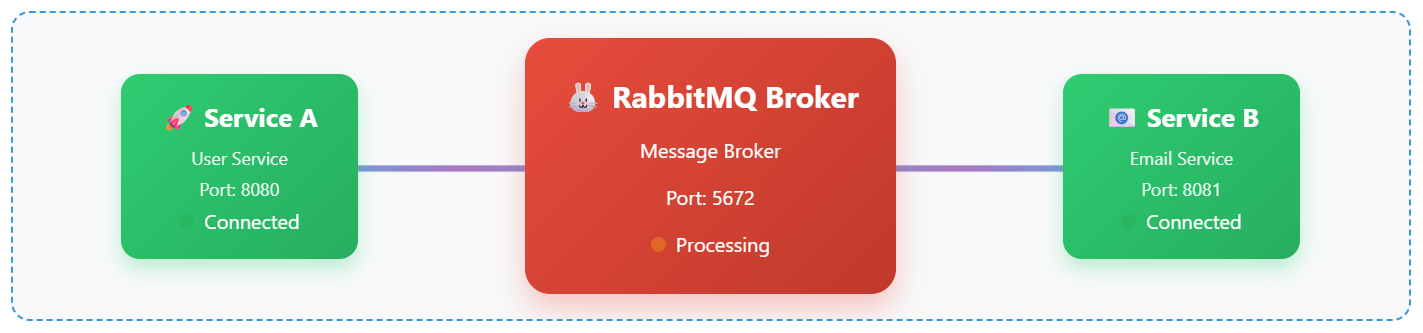 Service A
User Service
Port: 8080
Connected
RabbitMQ Broker
Message Broker
Port: 5672
Processing
Service B
Email Service
Port: 8081
Connected